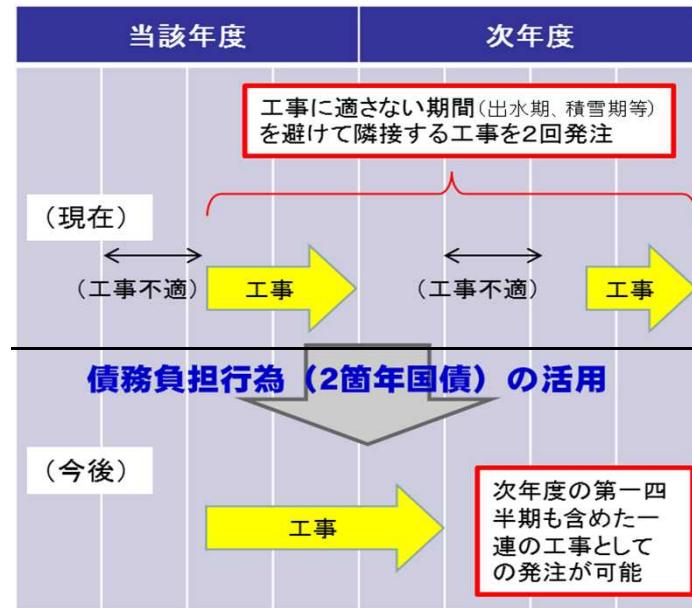 当該年度
次年度
工事に適さない期間(出水期、積雪期等)
を避けて隣接する工事を2回発注
(現在)
(工事不適)
工事
(工事不適)
工事
債務負担行為(2箇年国債)の活用
(今後)
工事
次年度の第一四
半期も含めた一
連の工事として
の発注が可能